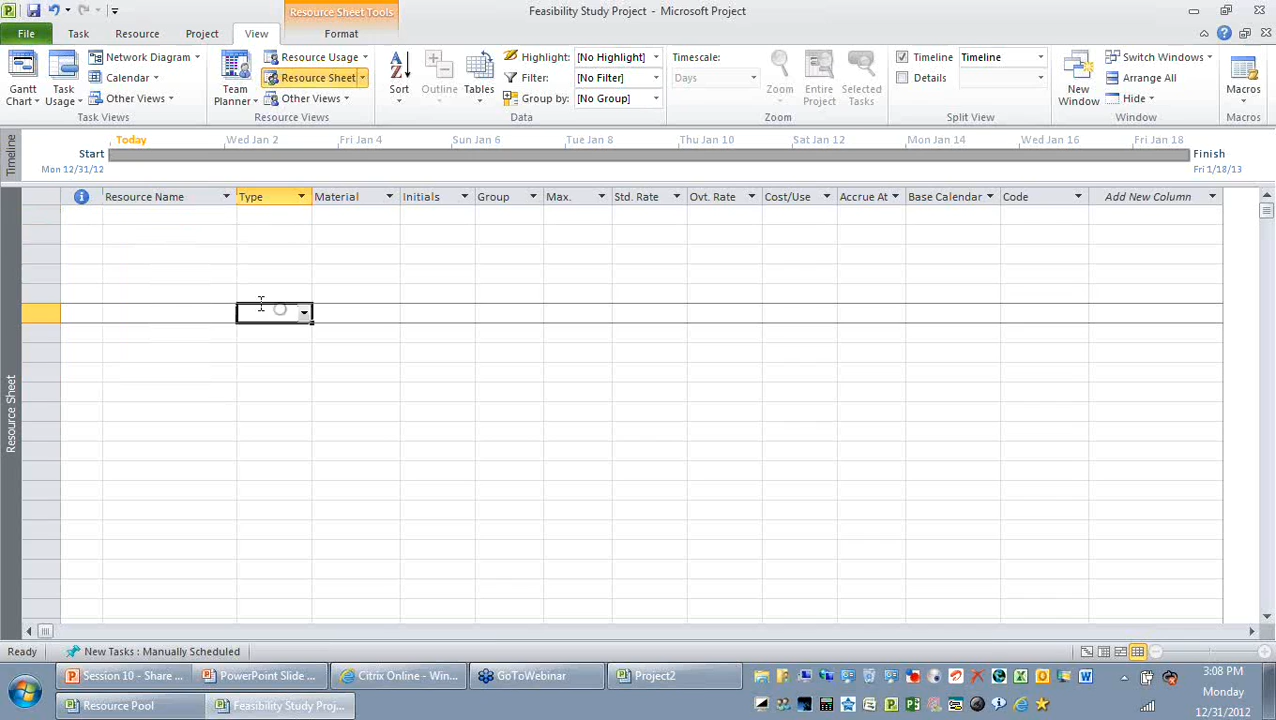 Resource Sheet Tools
Feasibility Study Project - Microsoft Project
File Task Resource Project View Format
Gantt Chart
Task Usage
Network Diagram
Calendar
Other Views
Task Views
Team Planner
Resource Usage
Resource Sheet
Other Views
Resource Views
Sort
Outline
Tables
Highlight: [No Highlight]
Filter: [No Filter]
Group by: [No Group]
Data
Timescale:
Days
Zoom
Entire Project
Selected Tasks
Zoom
Timeline Timeline
Details
Split View
New Window
Switch Windows
Arrange All
Hide
Window
Macros
Macros
Timeline
Today Wed Jan 2 Fri Jan 4 Sun Jan 6 Tue Jan 8 Thu Jan 10 Sat Jan 12 Mon Jan 14 Wed Jan 16 Fri Jan 18
Start Finish
Mon 12/31/12 Fri 1/18/13
Resource Name Type Material Initials Group Max. Std. Rate Ovt. Rate Cost/Use Accrue At Base Calendar Code Add New Column
Resource Sheet
Ready New Tasks : Manually Scheduled
Session 10 - Share ... PowerPoint Slide ... Citrix Online - Win... GoToWebinar Project2
Resource Pool Feasibility Study Proj...
3:08 PM
Monday
12/31/2012